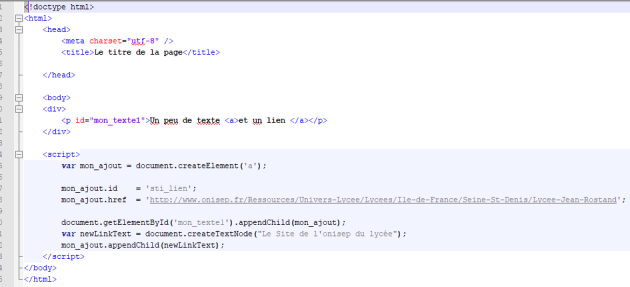 <!doctype html>
<html>
<head>
<meta charset="utf-8" />
<title>Le titre de la page</title>
</head>
<body>
<div>
<p id="mon_texte1">Un peu de texte <a>et un lien </a></p>
</div>
<script>
var mon_ajout = document.createElement('a');
mon_ajout.id = 'sti_lien';
mon_ajout.href = 'http://www.onisep.fr/Ressources/Univers-Lycee/Lycees/Ile-de-France/Seine-St-Denis/Lycee-Jean-Rostand';
document.getElementById('mon_texte1').appendChild(mon_ajout);
var newLinkText = document.createTextNode("Le Site de l'onisep du lycée");
mon_ajout.appendChild(newLinkText);
</script>
</body>
</html>